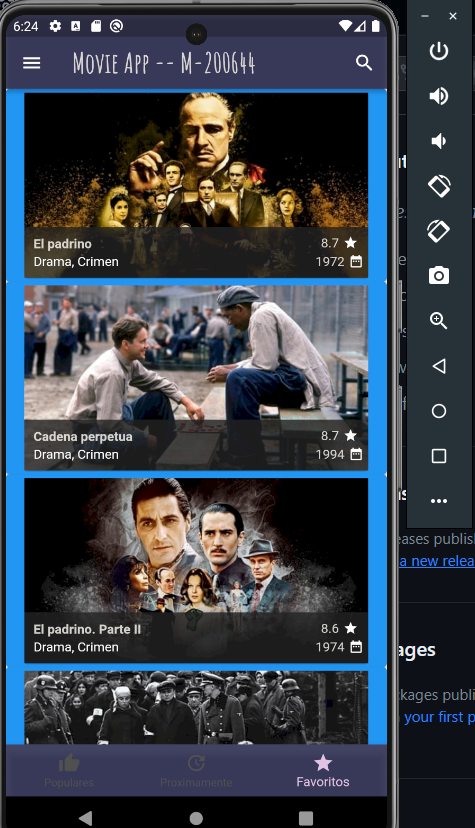 6:24
Movie App -- M-200644
El padrino
8.7
Drama, Crimen
1972
Cadena perpetua
8.7
Drama, Crimen
1994
El padrino. Parte II
8.6
Drama, Crimen
1974
Populares
Proximamente
Favoritos
eases publis
a new relea
ages
ckages publi
your first p